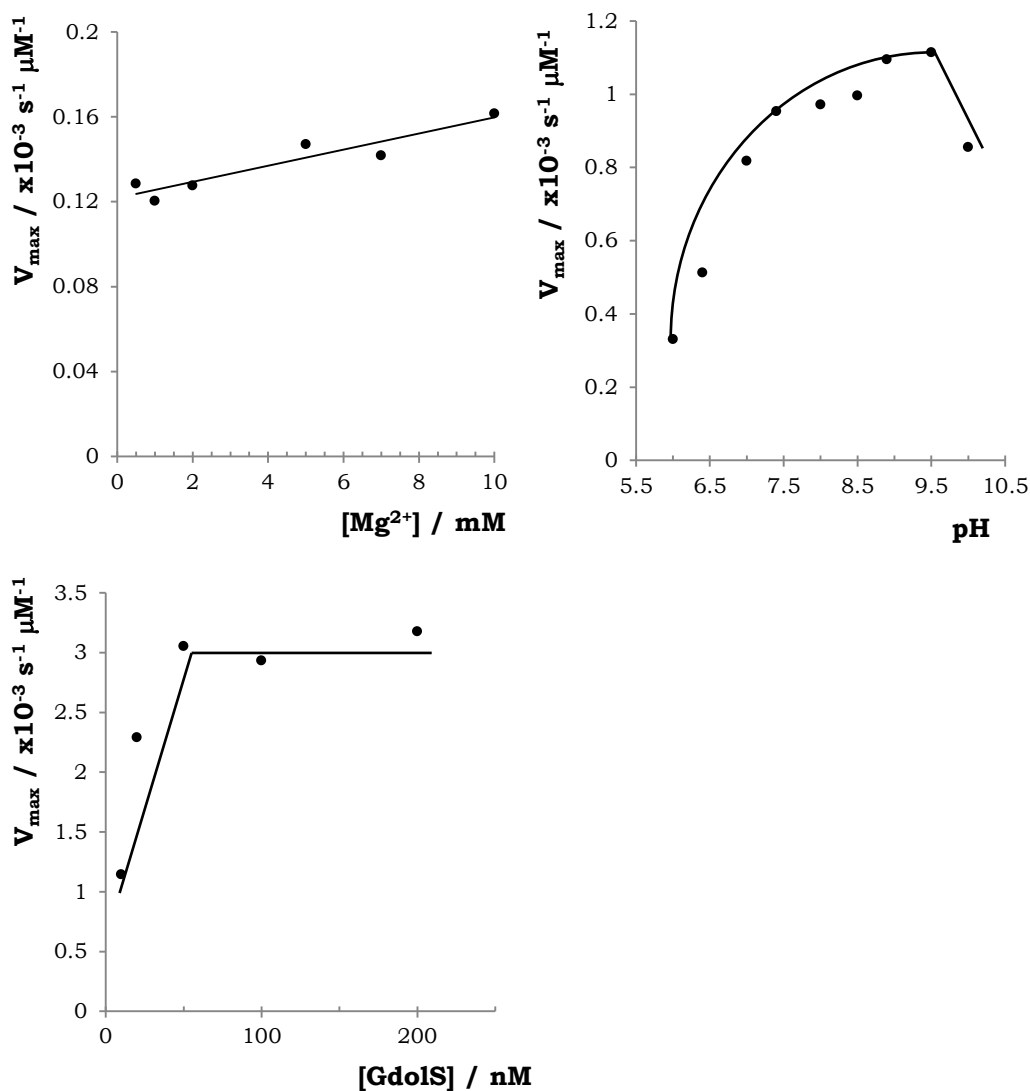 V_max / x10⁻³ s⁻¹ µM⁻¹
0.2
0.16
0.12
0.08
0.04
0
0 2 4 6 8 10
[Mg²⁺] / mM
V_max / x10⁻³ s⁻¹ µM⁻¹
1.2
1
0.8
0.6
0.4
0.2
0
5.5 6.5 7.5 8.5 9.5 10.5
pH
V_max / x10⁻³ s⁻¹ µM⁻¹
3.5
3
2.5
2
1.5
1
0.5
0
0 100 200
[GdolS] / nM